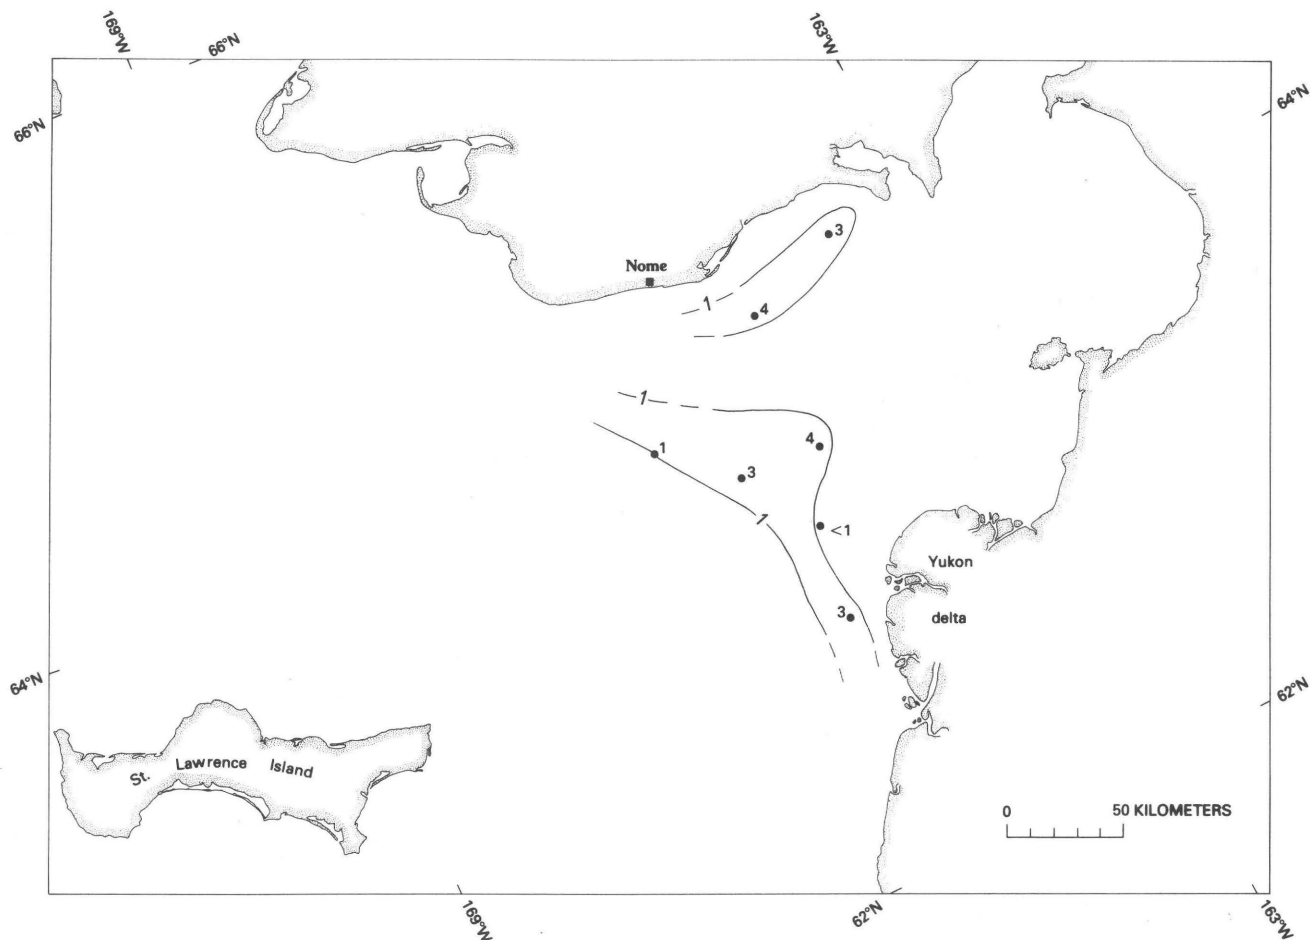 169°W
66°N
163°W
66°N
64°N
3
Nome
1
4
1
4
1
3
1
<1
Yukon
3
delta
64°N
62°N
St. Lawrence Island
0 50 KILOMETERS
169°W
62°N
163°W